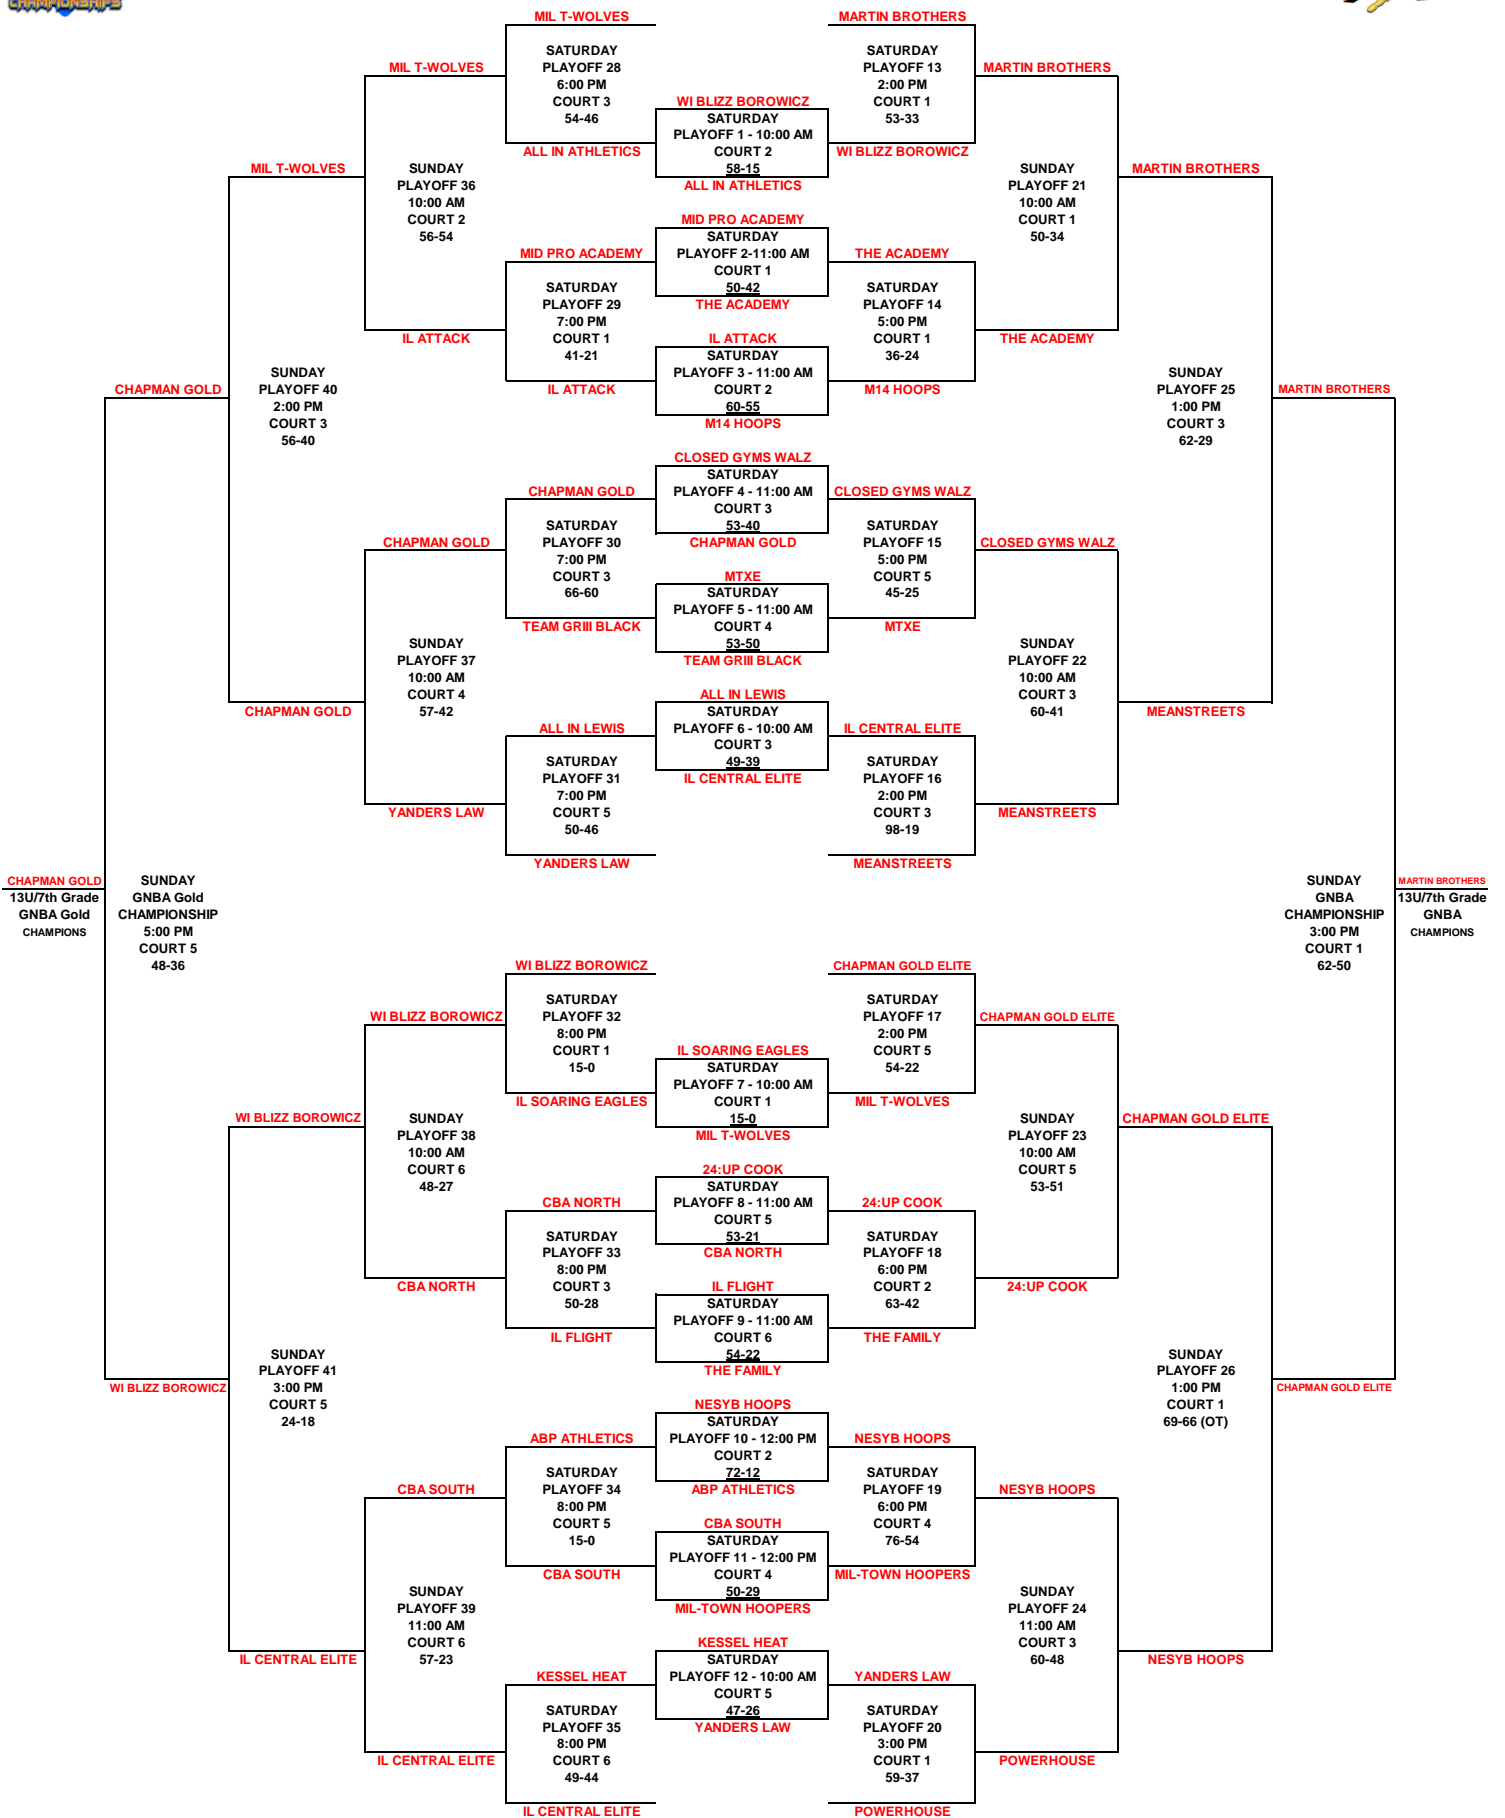 CHAMPIONSHIPS
MIL T-WOLVES
MARTIN BROTHERS
SATURDAY
PLAYOFF 28
6:00 PM
COURT 3
54-46
SATURDAY
PLAYOFF 13
2:00 PM
COURT 1
53-33
MIL T-WOLVES
MARTIN BROTHERS
WI BLIZZ BOROWICZ
SATURDAY
PLAYOFF 1 - 10:00 AM
COURT 2
58-15
ALL IN ATHLETICS
ALL IN ATHLETICS
WI BLIZZ BOROWICZ
MIL T-WOLVES
SUNDAY
PLAYOFF 36
10:00 AM
COURT 2
56-54
SUNDAY
PLAYOFF 21
10:00 AM
COURT 1
50-34
MARTIN BROTHERS
MID PRO ACADEMY
SATURDAY
PLAYOFF 2-11:00 AM
COURT 1
50-42
THE ACADEMY
MID PRO ACADEMY
THE ACADEMY
SATURDAY
PLAYOFF 29
7:00 PM
COURT 1
41-21
SATURDAY
PLAYOFF 14
5:00 PM
COURT 1
36-24
IL ATTACK
IL ATTACK
THE ACADEMY
SATURDAY
PLAYOFF 3 - 11:00 AM
COURT 2
60-55
M14 HOOPS
IL ATTACK
M14 HOOPS
CHAPMAN GOLD
SUNDAY
PLAYOFF 40
2:00 PM
COURT 3
56-40
SUNDAY
PLAYOFF 25
1:00 PM
COURT 3
62-29
MARTIN BROTHERS
CLOSED GYMS WALZ
SATURDAY
PLAYOFF 4 - 11:00 AM
COURT 3
53-40
CHAPMAN GOLD
CHAPMAN GOLD
CLOSED GYMS WALZ
SATURDAY
PLAYOFF 30
7:00 PM
COURT 3
66-60
SATURDAY
PLAYOFF 15
5:00 PM
COURT 5
45-25
CHAPMAN GOLD
CLOSED GYMS WALZ
MTXE
SATURDAY
PLAYOFF 5 - 11:00 AM
COURT 4
53-50
TEAM GRIII BLACK
TEAM GRIII BLACK
MTXE
SUNDAY
PLAYOFF 37
10:00 AM
COURT 4
57-42
SUNDAY
PLAYOFF 22
10:00 AM
COURT 3
60-41
CHAPMAN GOLD
MEANSTREETS
ALL IN LEWIS
SATURDAY
PLAYOFF 6 - 10:00 AM
COURT 3
49-39
IL CENTRAL ELITE
ALL IN LEWIS
IL CENTRAL ELITE
SATURDAY
PLAYOFF 31
7:00 PM
COURT 5
50-46
SATURDAY
PLAYOFF 16
2:00 PM
COURT 3
98-19
YANDERS LAW
MEANSTREETS
YANDERS LAW
MEANSTREETS
CHAPMAN GOLD
13U/7th Grade
GNBA Gold
CHAMPIONS
SUNDAY
GNBA Gold
CHAMPIONSHIP
5:00 PM
COURT 5
48-36
SUNDAY
GNBA
CHAMPIONSHIP
3:00 PM
COURT 1
62-50
MARTIN BROTHERS
13U/7th Grade
GNBA
CHAMPIONS
WI BLIZZ BOROWICZ
CHAPMAN GOLD ELITE
SATURDAY
PLAYOFF 32
8:00 PM
COURT 1
15-0
SATURDAY
PLAYOFF 17
2:00 PM
COURT 5
54-22
WI BLIZZ BOROWICZ
CHAPMAN GOLD ELITE
IL SOARING EAGLES
SATURDAY
PLAYOFF 7 - 10:00 AM
COURT 1
15-0
MIL T-WOLVES
IL SOARING EAGLES
MIL T-WOLVES
WI BLIZZ BOROWICZ
SUNDAY
PLAYOFF 38
10:00 AM
COURT 6
48-27
SUNDAY
PLAYOFF 23
10:00 AM
COURT 5
53-51
CHAPMAN GOLD ELITE
24:UP COOK
SATURDAY
PLAYOFF 8 - 11:00 AM
COURT 5
53-21
CBA NORTH
CBA NORTH
24:UP COOK
SATURDAY
PLAYOFF 33
8:00 PM
COURT 3
50-28
SATURDAY
PLAYOFF 18
6:00 PM
COURT 2
63-42
CBA NORTH
24:UP COOK
IL FLIGHT
SATURDAY
PLAYOFF 9 - 11:00 AM
COURT 6
54-22
THE FAMILY
IL FLIGHT
THE FAMILY
WI BLIZZ BOROWICZ
SUNDAY
PLAYOFF 41
3:00 PM
COURT 5
24-18
SUNDAY
PLAYOFF 26
1:00 PM
COURT 1
69-66 (OT)
CHAPMAN GOLD ELITE
NESYB HOOPS
SATURDAY
PLAYOFF 10 - 12:00 PM
COURT 2
72-12
ABP ATHLETICS
ABP ATHLETICS
NESYB HOOPS
SATURDAY
PLAYOFF 34
8:00 PM
COURT 5
15-0
SATURDAY
PLAYOFF 19
6:00 PM
COURT 4
76-54
CBA SOUTH
NESYB HOOPS
CBA SOUTH
SATURDAY
PLAYOFF 11 - 12:00 PM
COURT 4
50-29
MIL-TOWN HOOPERS
CBA SOUTH
MIL-TOWN HOOPERS
SUNDAY
PLAYOFF 39
11:00 AM
COURT 6
57-23
SUNDAY
PLAYOFF 24
11:00 AM
COURT 3
60-48
IL CENTRAL ELITE
NESYB HOOPS
KESSEL HEAT
SATURDAY
PLAYOFF 12 - 10:00 AM
COURT 5
47-26
YANDERS LAW
KESSEL HEAT
YANDERS LAW
SATURDAY
PLAYOFF 35
8:00 PM
COURT 6
49-44
SATURDAY
PLAYOFF 20
3:00 PM
COURT 1
59-37
IL CENTRAL ELITE
POWERHOUSE
IL CENTRAL ELITE
POWERHOUSE